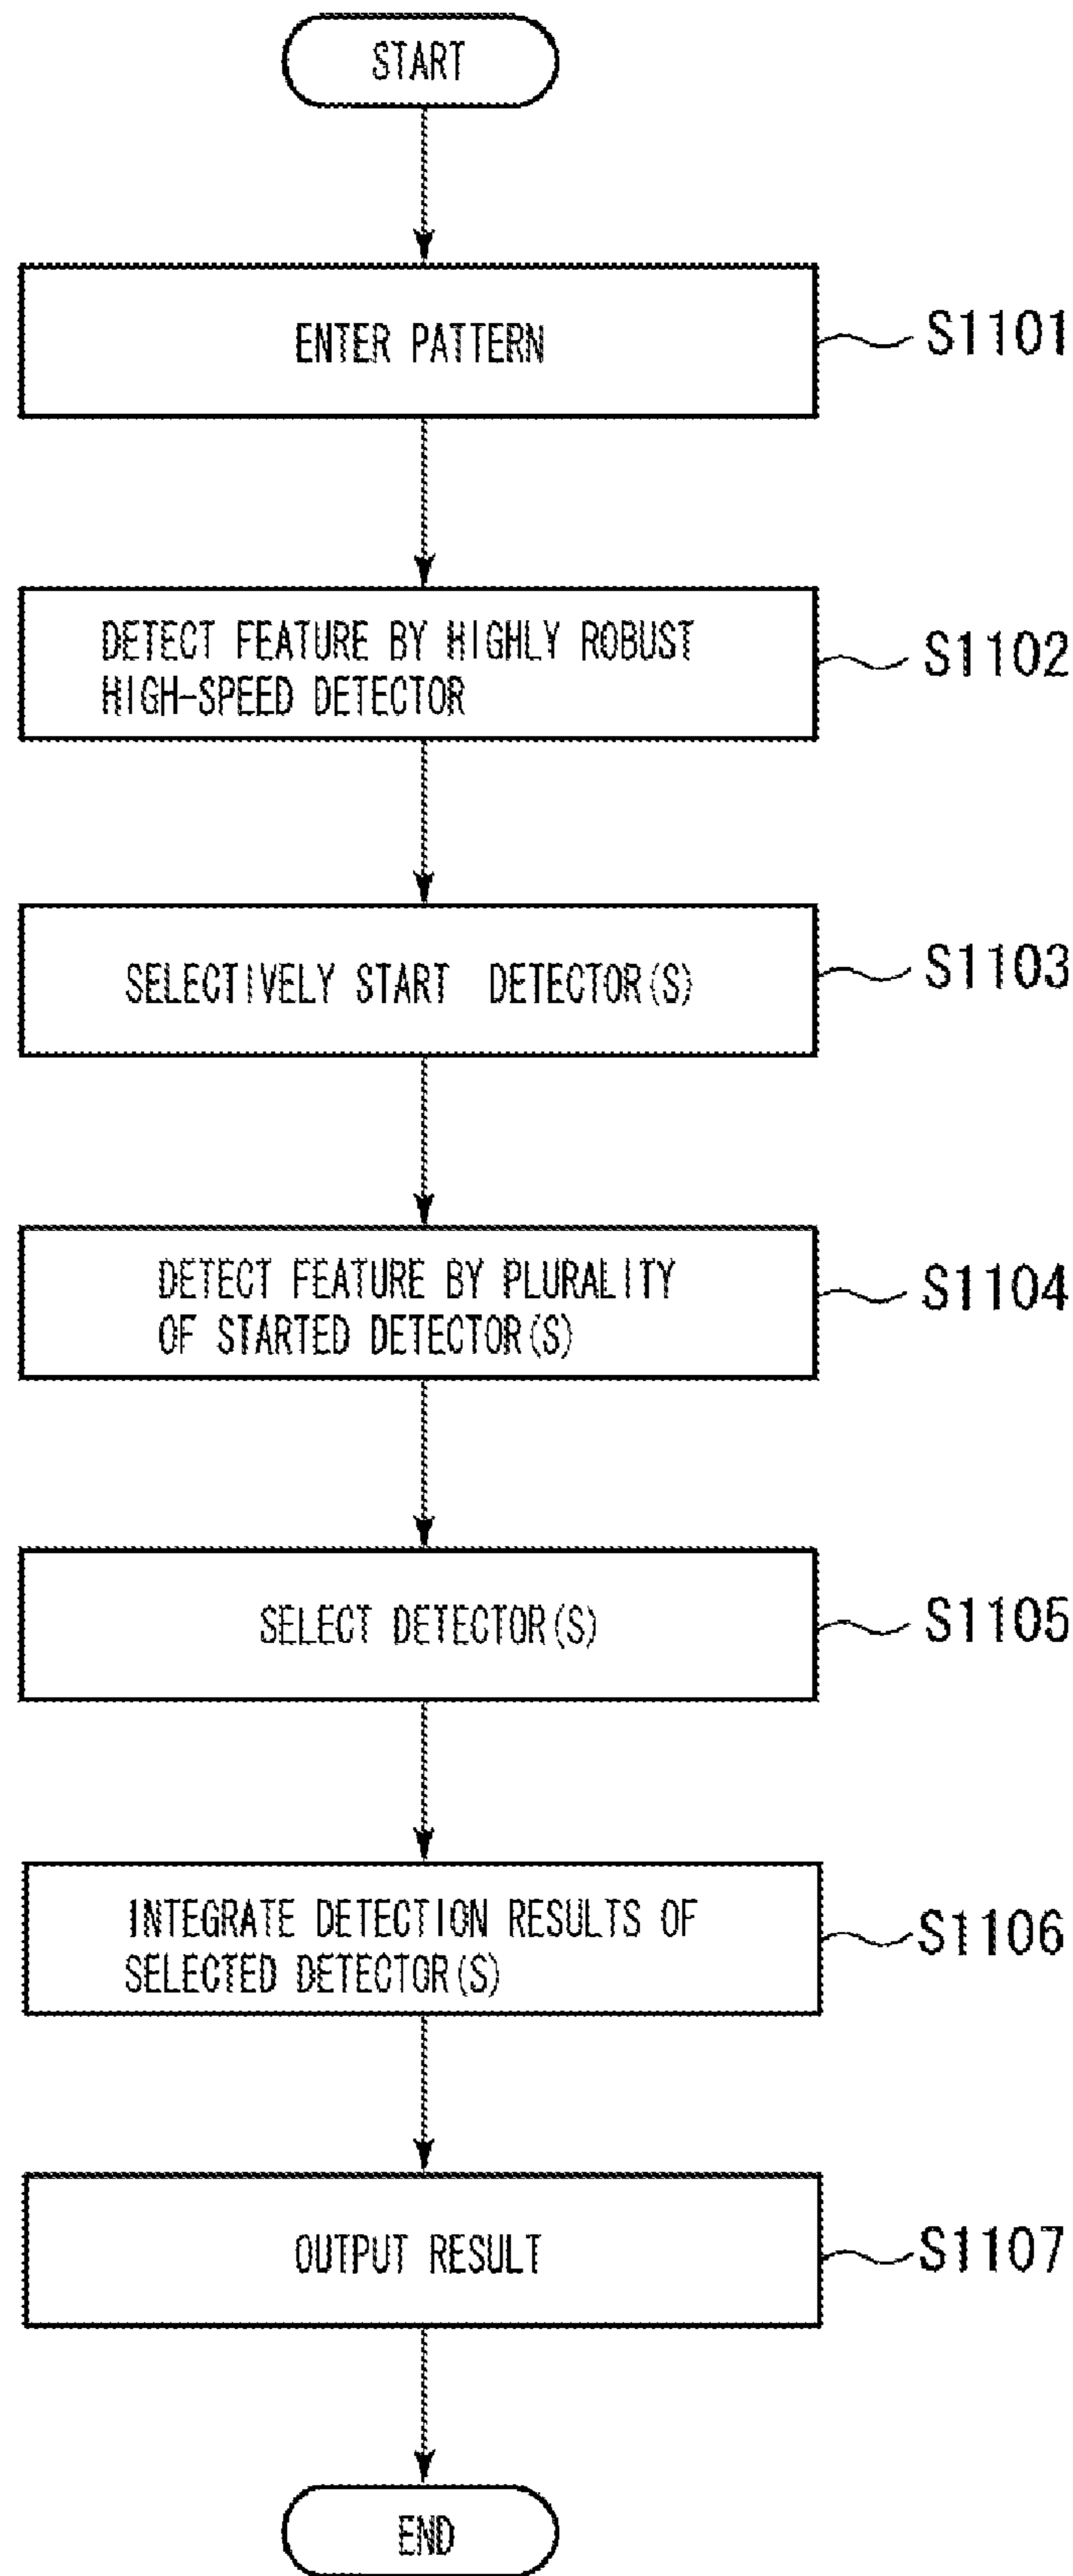 START
ENTER PATTERN
S1101
DETECT FEATURE BY HIGHLY ROBUST
HIGH-SPEED DETECTOR
S1102
SELECTIVELY START DETECTOR(S)
S1103
DETECT FEATURE BY PLURALITY
OF STARTED DETECTOR(S)
S1104
SELECT DETECTOR(S)
S1105
INTEGRATE DETECTION RESULTS OF
SELECTED DETECTOR(S)
S1106
OUTPUT RESULT
S1107
END